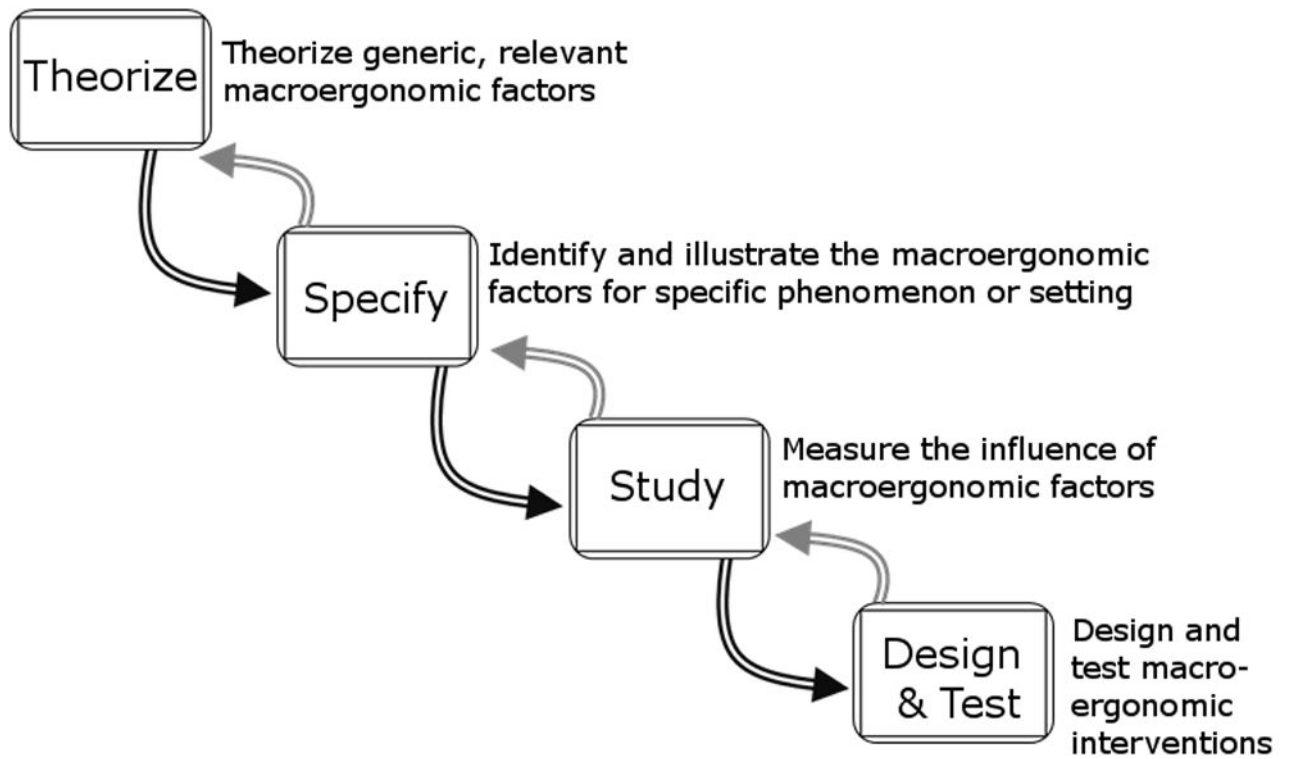 Theorize
Theorize generic, relevant
macroergonomic factors
Specify
Identify and illustrate the macroergonomic
factors for specific phenomenon or setting
Study
Measure the influence of
macroergonomic factors
Design
& Test
Design and
test macro-
ergonomic
interventions